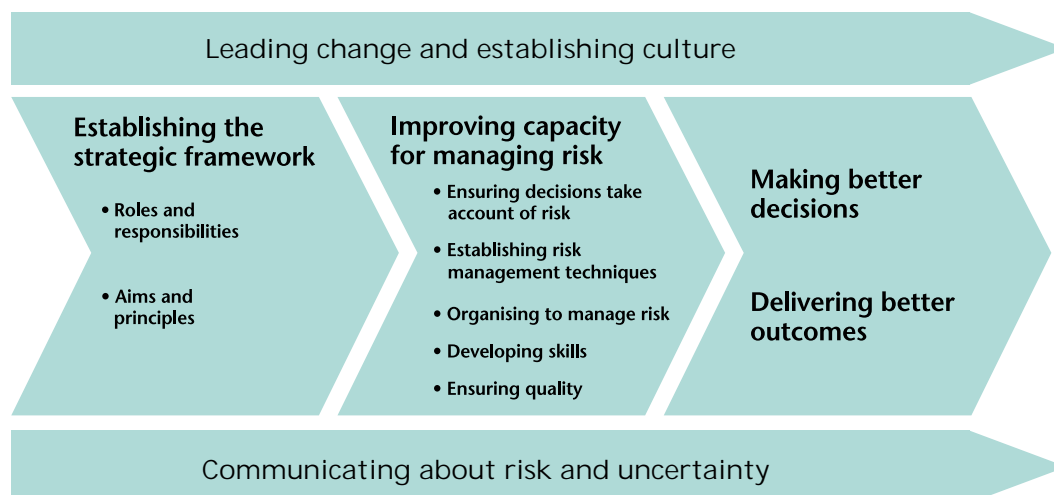 Leading change and establishing culture
Establishing the
strategic framework
• Roles and
responsibilities
• Aims and
principles
Improving capacity
for managing risk
• Ensuring decisions take
account of risk
• Establishing risk
management techniques
• Organising to manage risk
• Developing skills
• Ensuring quality
Making better
decisions
Delivering better
outcomes
Communicating about risk and uncertainty